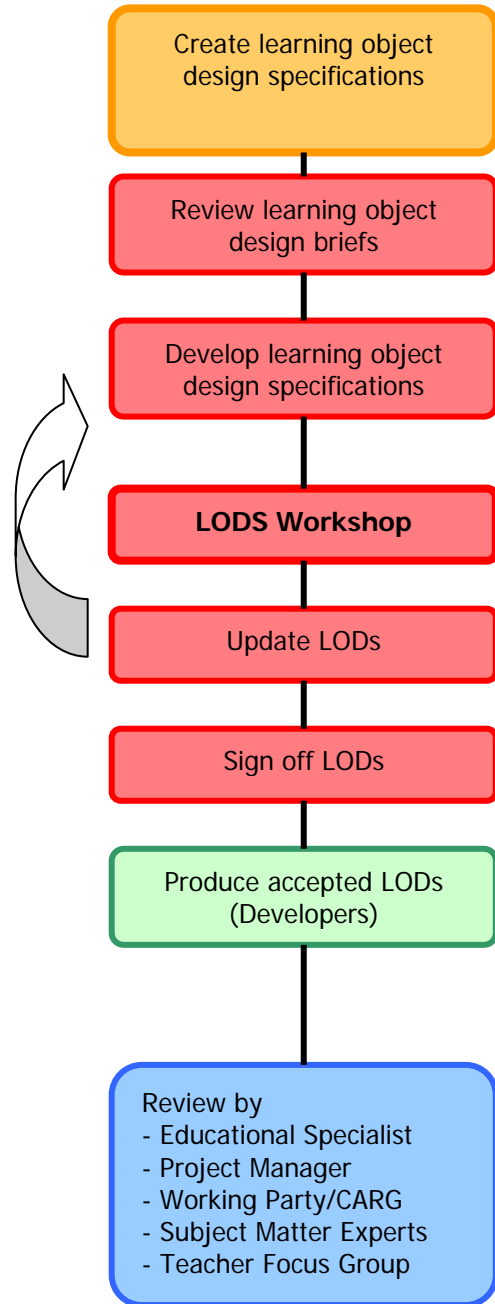 Create learning object
design specifications
Review learning object
design briefs
Develop learning object
design specifications
LODS Workshop
Update LODs
Sign off LODs
Produce accepted LODs
(Developers)
Review by
- Educational Specialist
- Project Manager
- Working Party/CARG
- Subject Matter Experts
- Teacher Focus Group